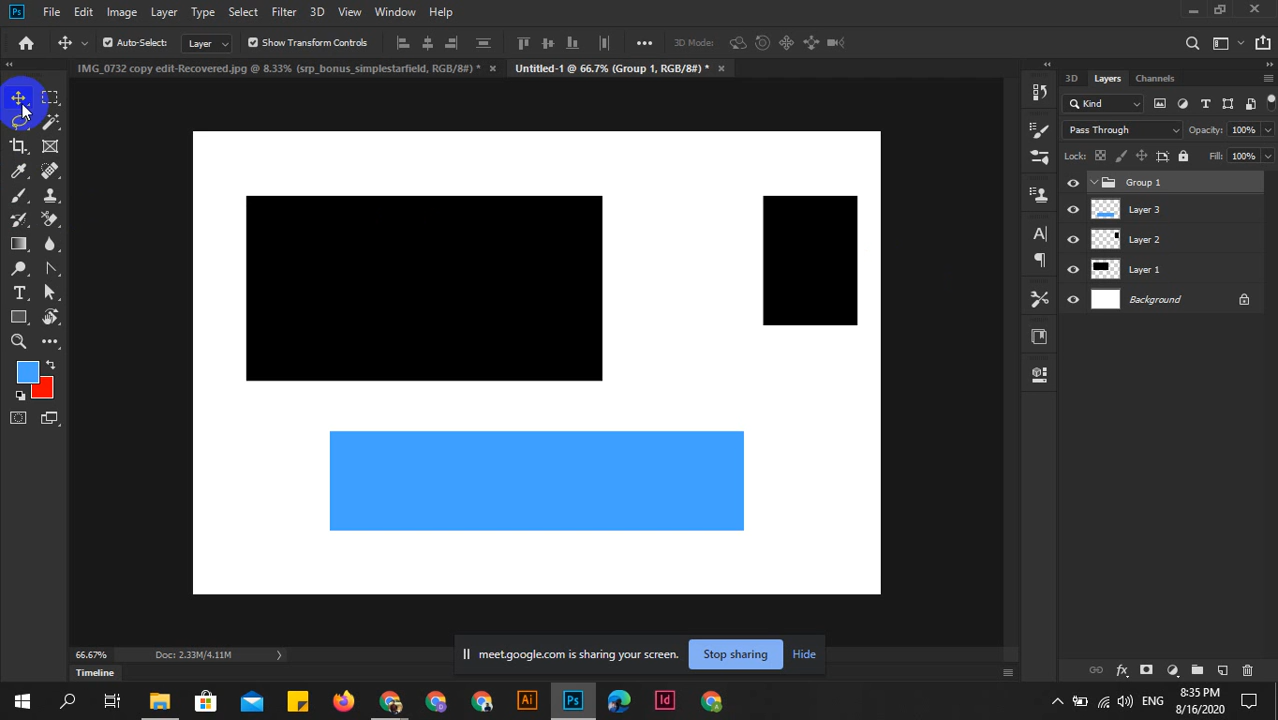 Ps File Edit Image Layer Type Select Filter 3D View Window Help
Auto-Select: Layer Show Transform Controls 3D Mode:
IMG_0732 copy edit-Recovered.jpg @ 8.33% (srp_bonus_simplestarfield, RGB/8#) * Untitled-1 @ 66.7% (Group 1, RGB/8#) *
3D Layers Channels
Kind
Pass Through Opacity: 100%
Lock: Fill: 100%
Group 1
Layer 3
Layer 2
Layer 1
Background
66.67% Doc: 2.33M/4.11M
meet.google.com is sharing your screen. Stop sharing Hide
Timeline
Ai Ps Id ENG 8:35 PM
8/16/2020